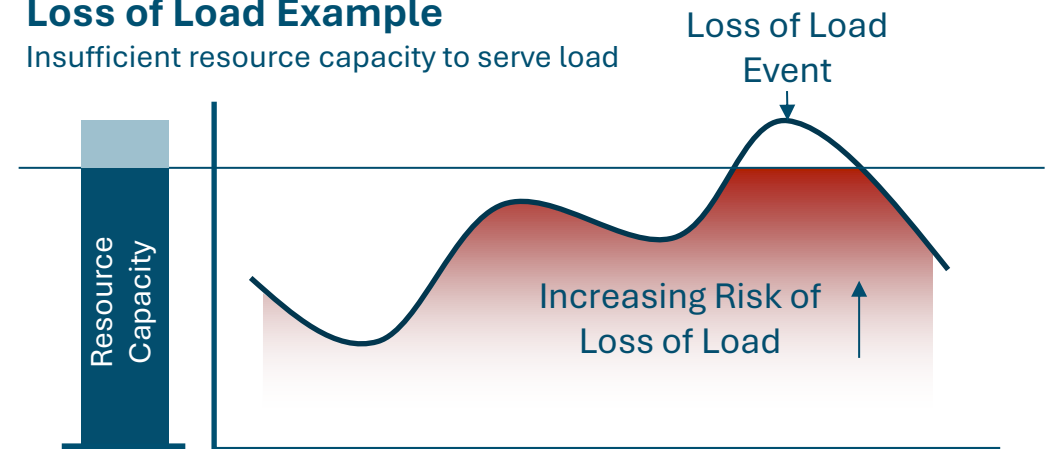 Loss of Load Example
Insufficient resource capacity to serve load
Loss of Load
Event
Resource
Capacity
Increasing Risk of
Loss of Load